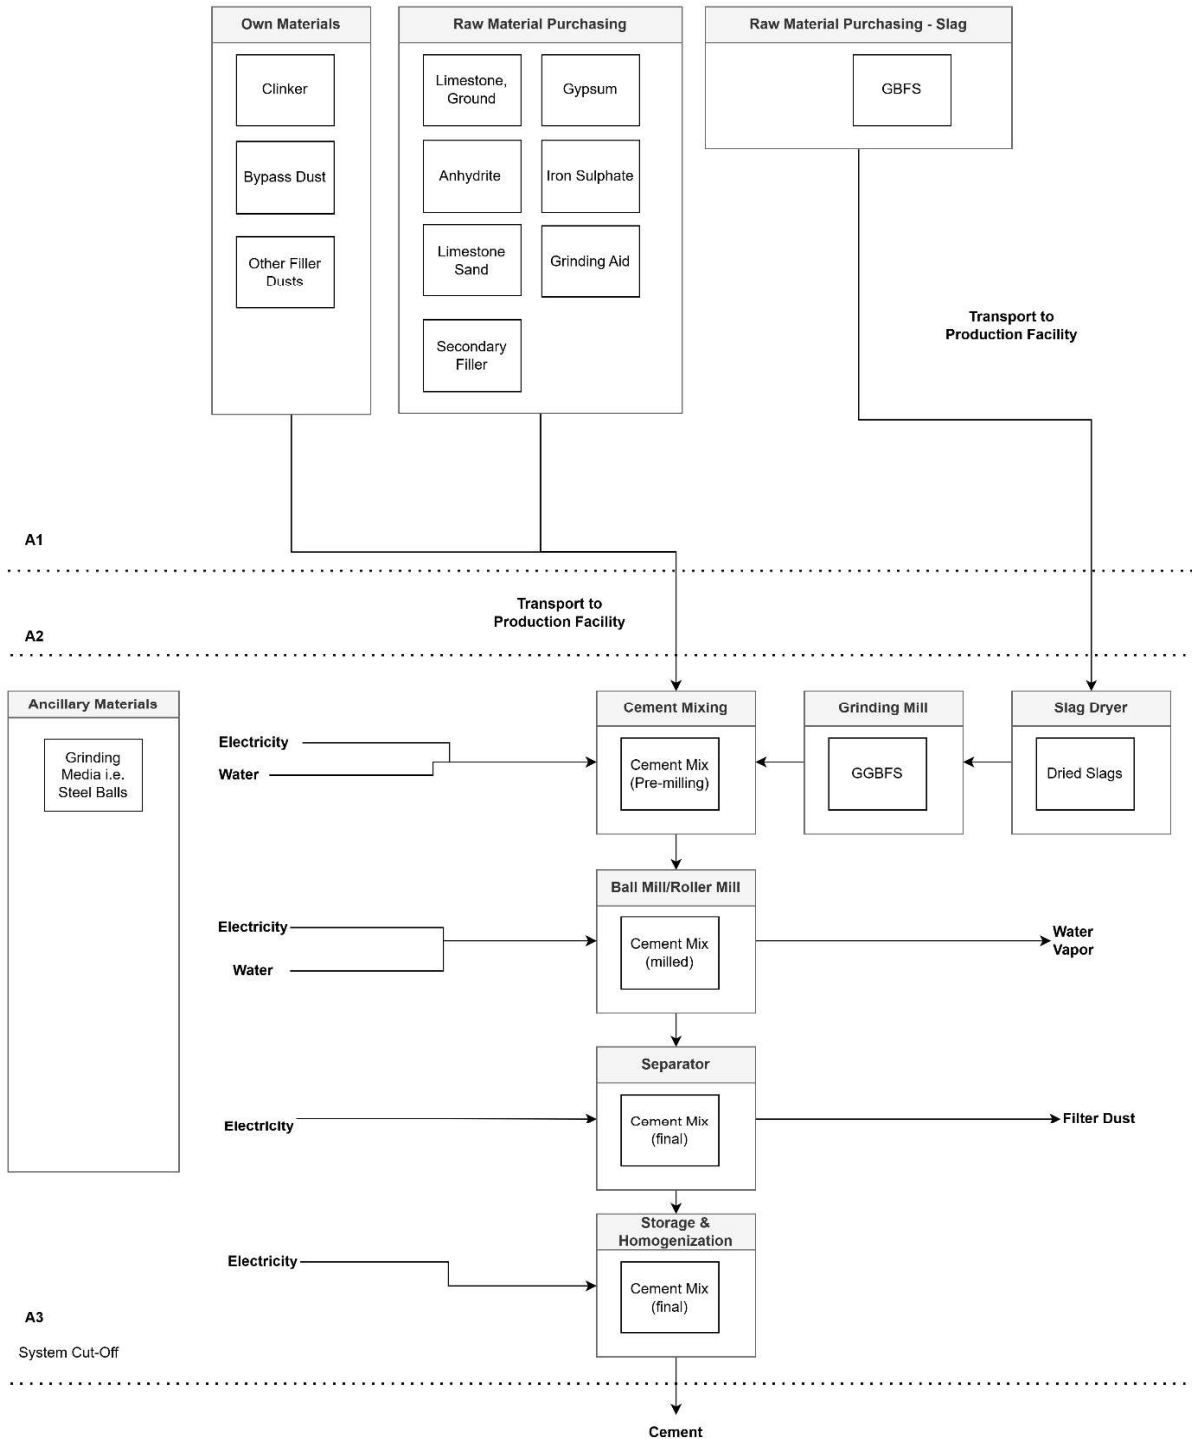 Own Materials
Raw Material Purchasing
Raw Material Purchasing - Slag
Clinker
Bypass Dust
Other Filler
Dusts
Limestone,
Ground
Gypsum
Anhydrite
Iron Sulphate
Limestone
Sand
Grinding Aid
Secondary
Filler
GBFS
Transport to
Production Facility
A1
Transport to
Production Facility
A2
Ancillary Materials
Grinding
Media i.e.
Steel Balls
Electricity
Water
Cement Mixing
Cement Mix
(Pre-milling)
Grinding Mill
GGBFS
Slag Dryer
Dried Slags
Electricity
Water
Ball Mill/Roller Mill
Cement Mix
(milled)
Water
Vapor
Electricity
Separator
Cement Mix
(final)
Filter Dust
Electricity
Storage &
Homogenization
Cement Mix
(final)
A3
System Cut-Off
Cement